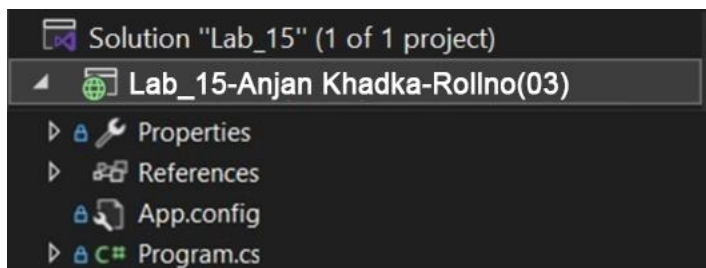 Solution "Lab_15" (1 of 1 project)
Lab_15-Anjan Khadka-Rollno(03)
Properties
References
App.config
C# Program.cs